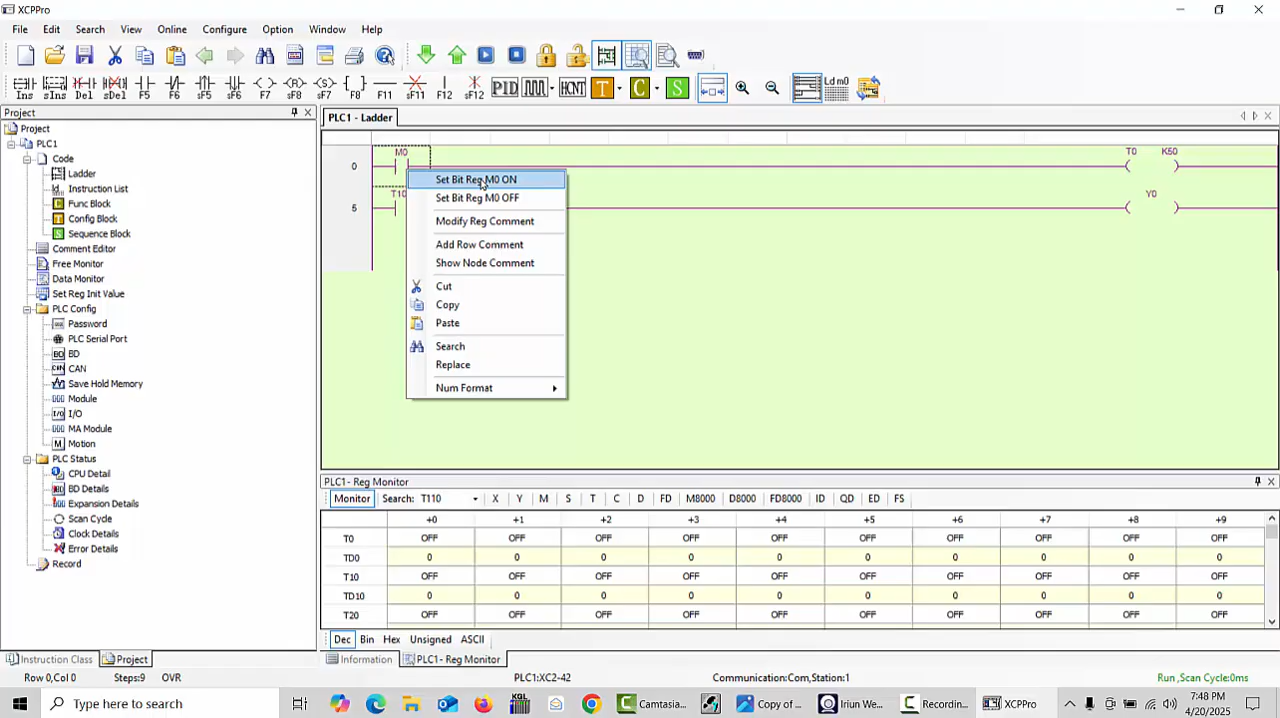 XCPPro
File Edit Search View Online Configure Option Window Help
Ins sIns Del sDel F5 F6 sF5 sF6 F7 sF8 sF7 F8 F11 sF11 F12 sF12 PID HCNT T C S Ld m0
Project
Project
PLC1
Code
Ladder
Instruction List
Func Block
Config Block
Sequence Block
Comment Editor
Free Monitor
Data Monitor
Set Reg Init Value
PLC Config
Password
PLC Serial Port
BD
CAN
Save Hold Memory
Module
I/O
MA Module
Motion
PLC Status
CPU Detail
BD Details
Expansion Details
Scan Cycle
Clock Details
Error Details
Record
Instruction Class Project
PLC1 - Ladder
M0 T0 K50
0
Y0
5
Set Bit Reg M0 ON
Set Bit Reg M0 OFF
Modify Reg Comment
Add Row Comment
Show Node Comment
Cut
Copy
Paste
Search
Replace
Num Format
PLC1 - Reg Monitor
Monitor Search: T110 X Y M S T C D FD M8000 D8000 FD8000 ID QD ED FS
+0 +1 +2 +3 +4 +5 +6 +7 +8 +9
T0 OFF OFF OFF OFF OFF OFF OFF OFF OFF OFF
TD0 0 0 0 0 0 0 0 0 0 0
T10 OFF OFF OFF OFF OFF OFF OFF OFF OFF OFF
TD10 0 0 0 0 0 0 0 0 0 0
T20 OFF OFF OFF OFF OFF OFF OFF OFF OFF OFF
Dec Bin Hex Unsigned ASCII
Information PLC1- Reg Monitor
Row 0,Col 0 Steps:9 OVR PLC1:XC2-42 Communication:Com,Station:1 Run ,Scan Cycle:0ms
Type here to search KGL Camtasia... Copy of ... Iriun We... Recordin... XCPPro 7:48 PM
4/20/2025